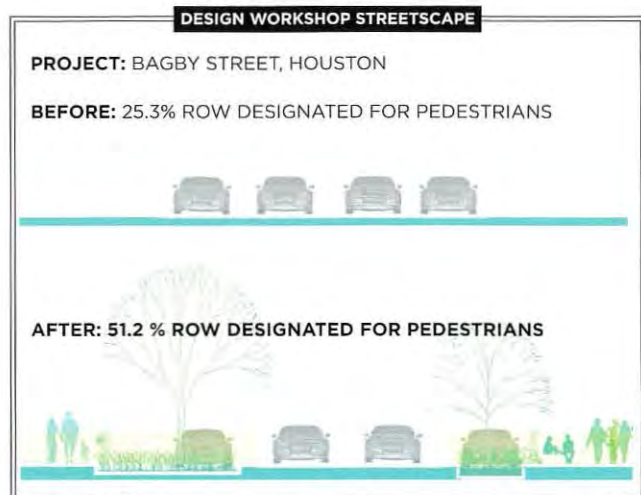 DESIGN WORKSHOP STREETSCAPE
PROJECT: BAGBY STREET, HOUSTON
BEFORE: 25.3% ROW DESIGNATED FOR PEDESTRIANS
AFTER: 51.2 % ROW DESIGNATED FOR PEDESTRIANS